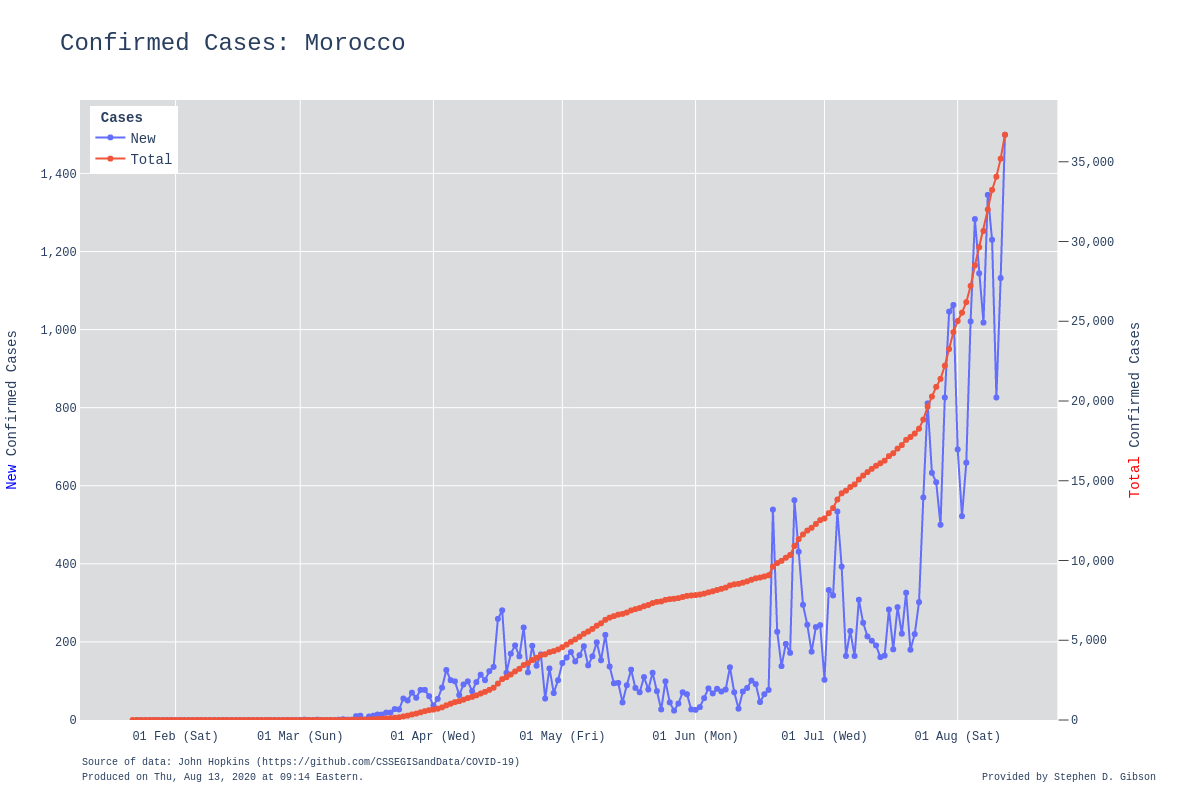 Confirmed Cases: Morocco
Cases
New
Total
1,400
1,200
1,000
800
600
400
200
0
New Confirmed Cases
35,000
30,000
25,000
20,000
15,000
10,000
5,000
0
Total Confirmed Cases
01 Feb (Sat)
01 Mar (Sun)
01 Apr (Wed)
01 May (Fri)
01 Jun (Mon)
01 Jul (Wed)
01 Aug (Sat)
Source of data: John Hopkins (https://github.com/CSSEGISandData/COVID-19)
Produced on Thu, Aug 13, 2020 at 09:14 Eastern.
Provided by Stephen D. Gibson